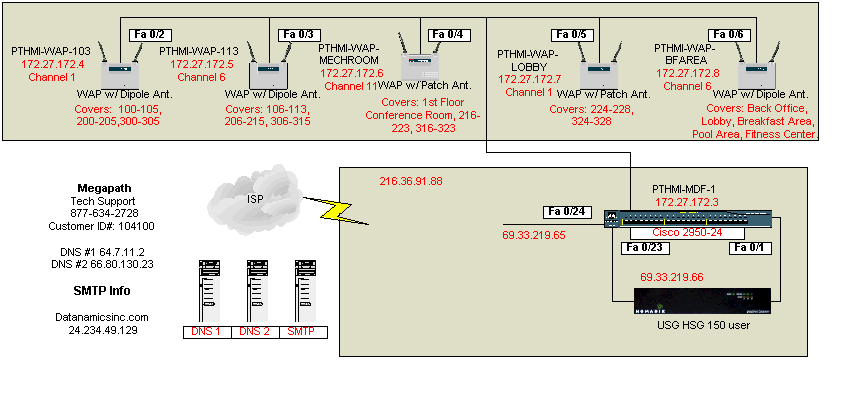 Fa 0/2
Fa 0/3
Fa 0/4
Fa 0/5
Fa 0/6
PTHMI-WAP-103
172.27.172.4
Channel 1
WAP w/ Dipole Ant.
Covers: 100-105,
200-205,300-305
PTHMI-WAP-113
172.27.172.5
Channel 6
WAP w/ Dipole Ant.
Covers: 106-113,
206-215, 306-315
PTHMI-WAP-
MECHROOM
172.27.172.6
Channel 11
WAP w/ Patch Ant.
Covers: 1st Floor
Conference Room, 216-
223, 316-323
PTHMI-WAP-
LOBBY
172.27.172.7
Channel 1
WAP w/ Patch Ant.
Covers: 224-228,
324-328
PTHMI-WAP-
BFAREA
172.27.172.8
Channel 6
WAP w/ Dipole Ant.
Covers: Back Office,
Lobby, Breakfast Area,
Pool Area, Fitness Center.
Megapath
Tech Support
877-634-2728
Customer ID#: 104100
DNS #1 64.7.11.2
DNS #2 66.80.130.23
SMTP Info
Datanamicsinc.com
24.234.49.129
ISP
DNS 1
DNS 2
SMTP
216.36.91.88
PTHMI-MDF-1
172.27.172.3
Fa 0/24
69.33.219.65
Cisco 2950-24
Fa 0/23
Fa 0/1
69.33.219.66
NOMADIX
USG HSG 150 user